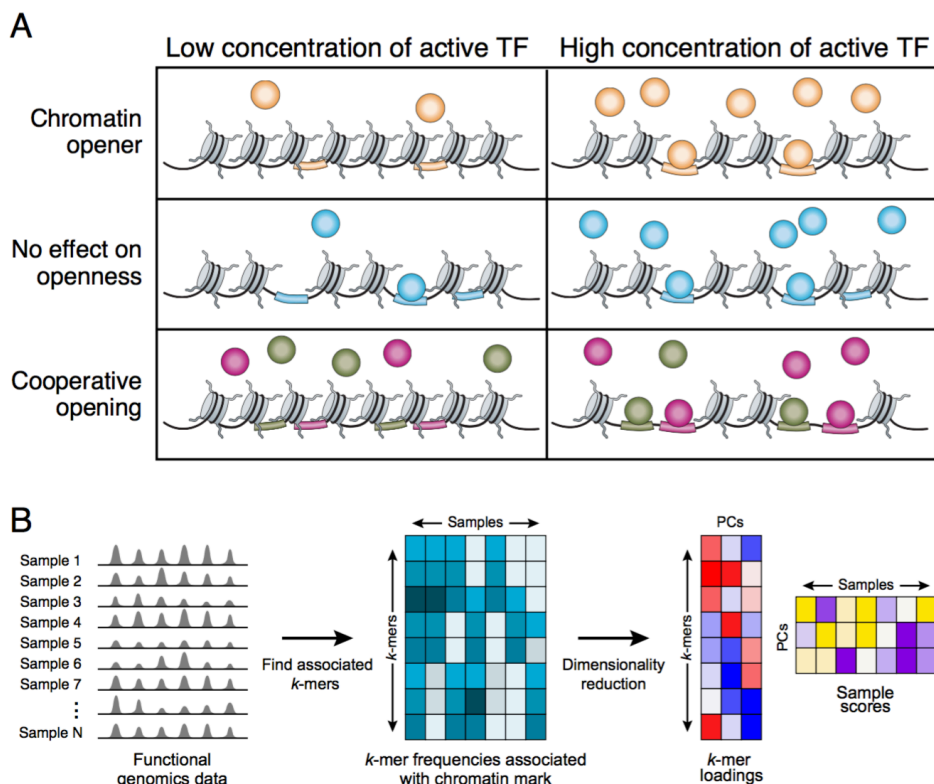 A
Low concentration of active TF
High concentration of active TF
Chromatin
opener
No effect on
openness
Cooperative
opening
B
Sample 1
Sample 2
Sample 3
Sample 4
Sample 5
Sample 6
Sample 7
⋮
Sample N
Functional
genomics data
Find associated
k-mers
Samples
k-mers
k-mer frequencies associated
with chromatin mark
Dimensionality
reduction
PCs
k-mers
k-mer
loadings
Samples
PCs
Sample
scores